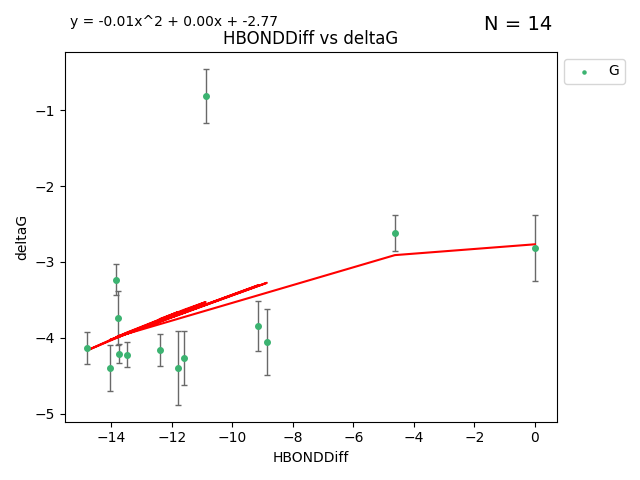 y = -0.01x^2 + 0.00x + -2.77
N = 14
HBONDDiff vs deltaG
G
−1
−2
−3
−4
−5
deltaG
−14 −12 −10 −8 −6 −4 −2 0
HBONDDiff